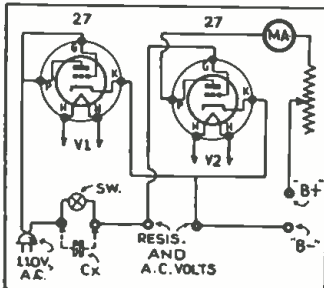 27
27
MA
G
G
P
K
P
K
H
H
H
H
V1
V2
SW.
"B+"
110V.
A.C.
CX
RESIS.
AND
A.C. VOLTS
"B-"